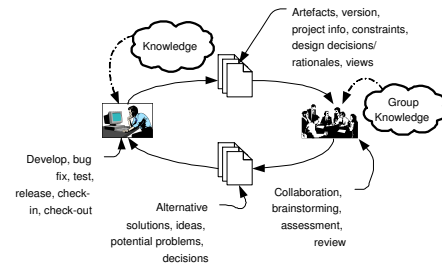 Artefacts, version,
project info, constraints,
design decisions/
rationales, views
Knowledge
Group
Knowledge
Develop, bug
fix, test,
release, check-
in, check-out
Alternative
solutions, ideas,
potential problems,
decisions
Collaboration,
brainstorming,
assessment,
review